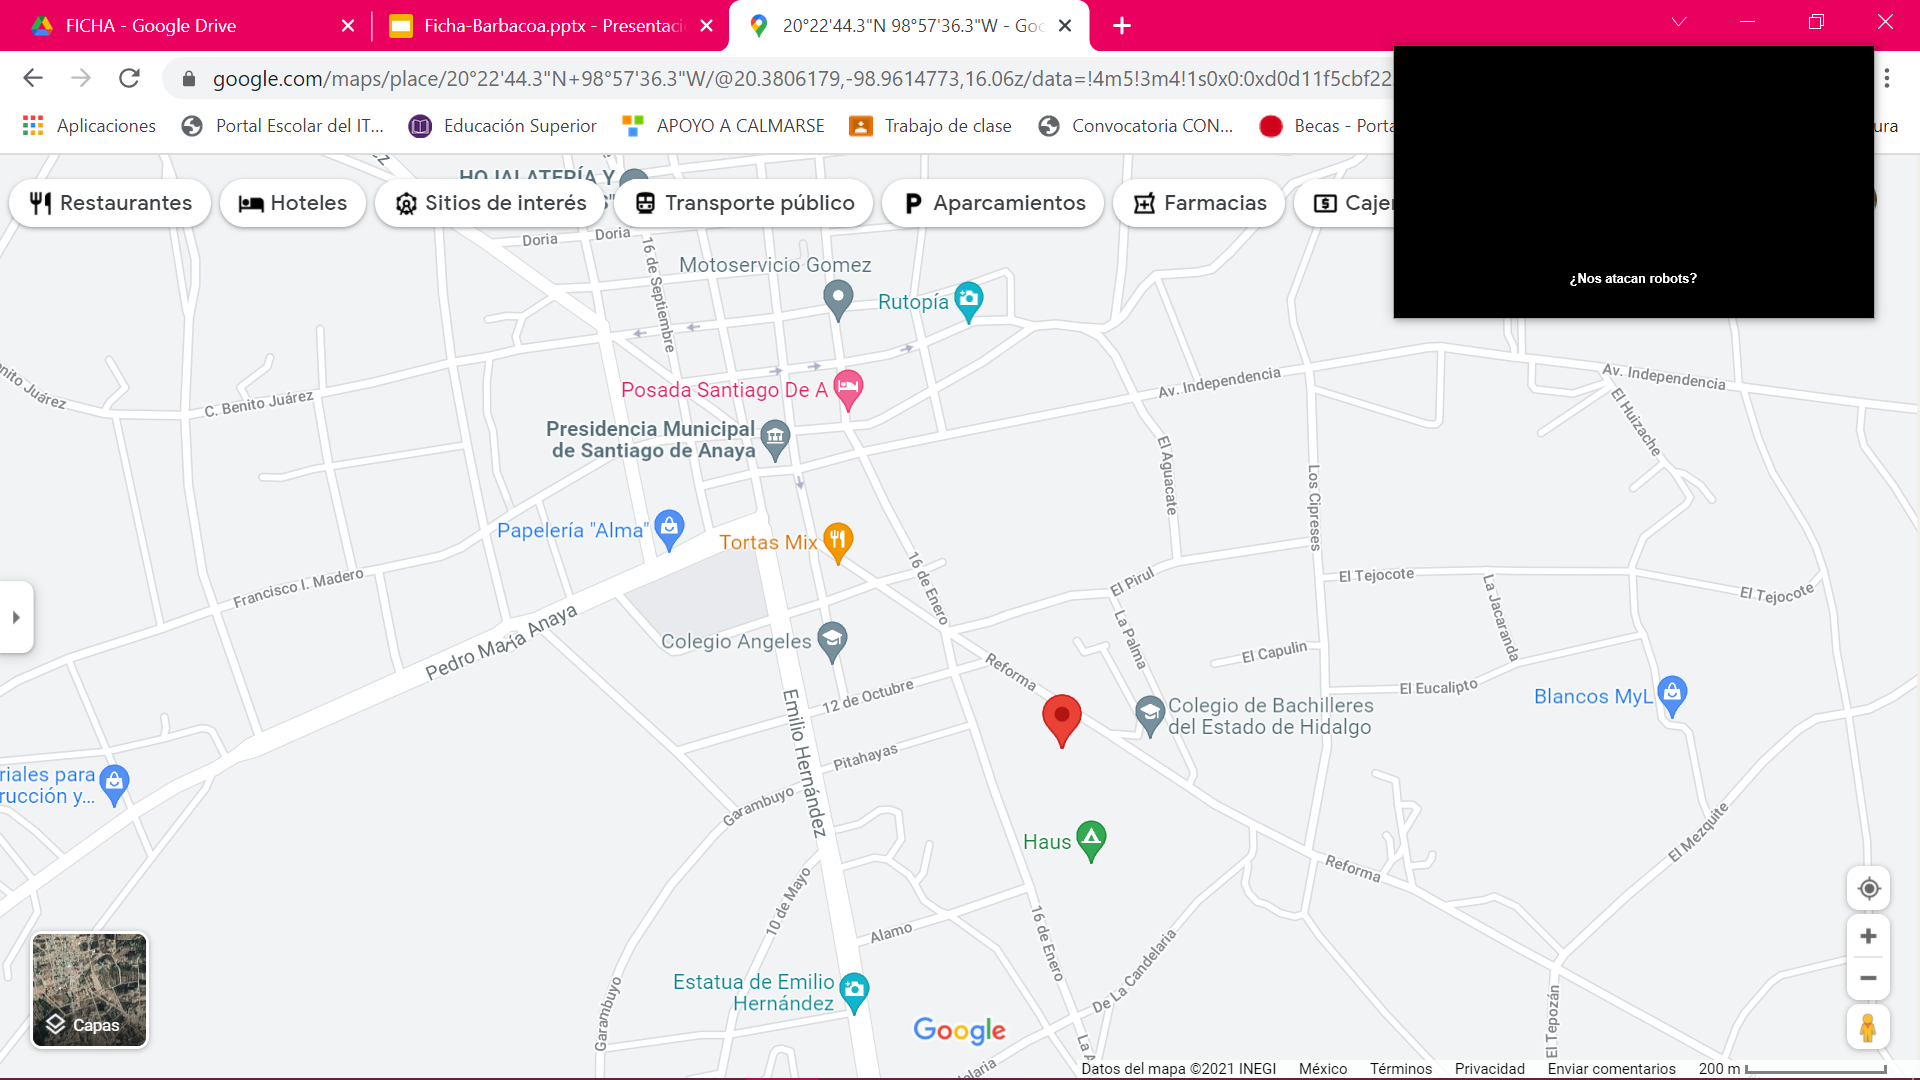 FICHA - Google Drive
Ficha-Barbacoa.pptx - Presentaci
20°22'44.3"N 98°57'36.3"W - Goo
google.com/maps/place/20°22'44.3"N+98°57'36.3"W/@20.3806179,-98.9614773,16.06z/data=!4m5!3m4!1s0x0:0xd0d11f5cbf22
Aplicaciones
Portal Escolar del IT...
Educación Superior
APOYO A CALMARSE
Trabajo de clase
Convocatoria CON...
Becas - Porta
ura
¿Nos atacan robots?
HOJALATERÍA Y
Restaurantes
Hoteles
Sitios de interés
Transporte público
Aparcamientos
Farmacias
Cajer
Doria
Doria
16 de Septiembre
Motoservicio Gomez
Rutopía
Posada Santiago De A
Av. Independencia
Av. Independencia
enito Juárez
C. Benito Juárez
Presidencia Municipal
de Santiago de Anaya
El Huizache
El Aguacate
Los Cipreses
Papelería "Alma"
Tortas Mix
16 de Enero
Francisco I. Madero
El Pirul
El Tejocote
El Tejocote
La Jacaranda
La Palma
Pedro María Anaya
Colegio Angeles
Reforma
El Capulin
El Eucalipto
Blancos MyL
12 de Octubre
Colegio de Bachilleres
del Estado de Hidalgo
Emilio Hernández
Pitahayas
riales para
rucción y...
Garambuyo
Haus
El Mezquite
Reforma
10 de Mayo
Alamo
16 de Enero
De La Candelaria
Estatua de Emilio
Hernández
Garambuyo
El Tepozán
La A
delaria
Capas
Google
Datos del mapa ©2021 INEGI
México
Términos
Privacidad
Enviar comentarios
200 m